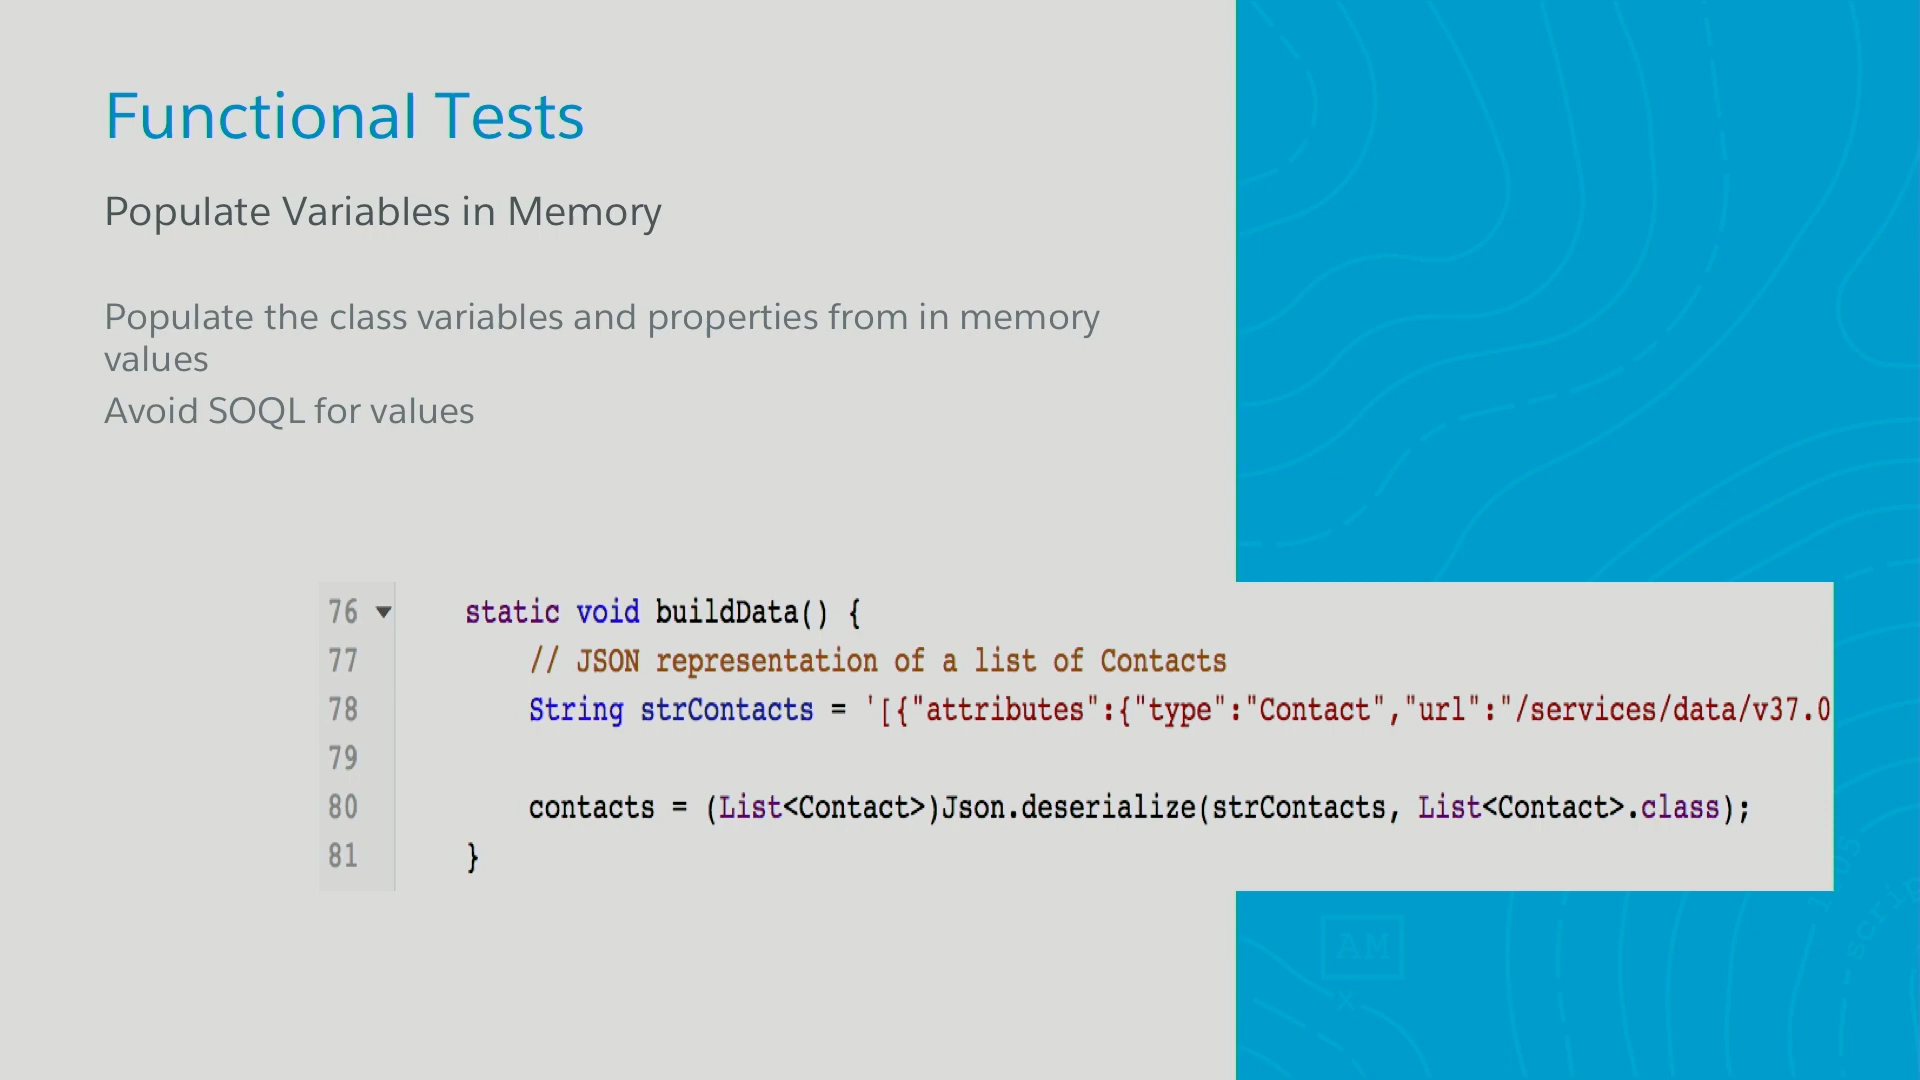 Functional Tests
Populate Variables in Memory
Populate the class variables and properties from in memory
values
Avoid SOQL for values
76 ▼ static void buildData() {
77 // JSON representation of a list of Contacts
78 String strContacts = '[{"attributes":{"type":"Contact","url":"/services/data/v37.0
79
80 contacts = (List<Contact>)Json.deserialize(strContacts, List<Contact>.class);
81 }
AM
x